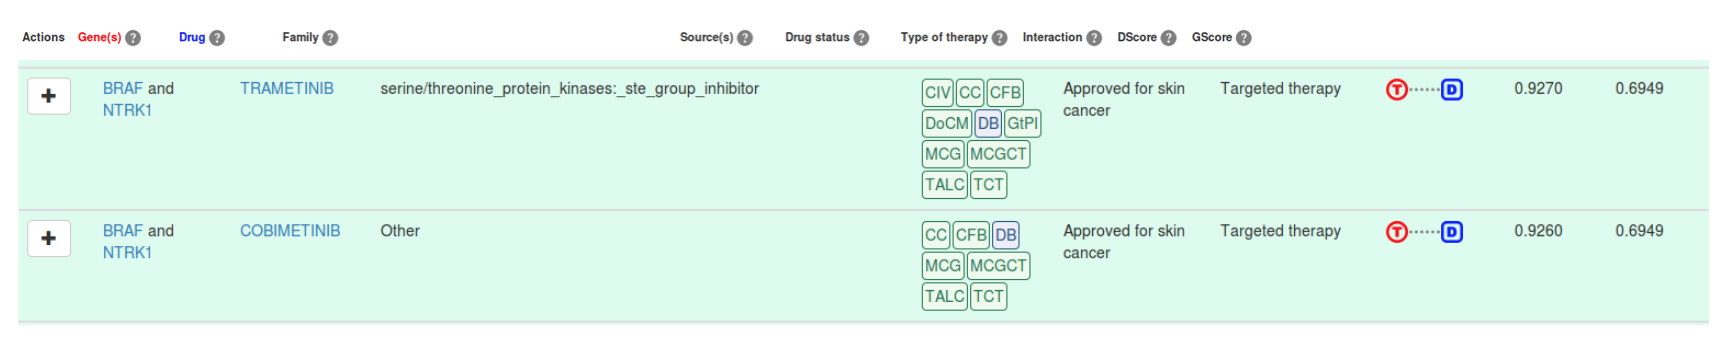 Actions Gene(s) ? Drug ? Family ? Source(s) ? Drug status ? Type of therapy ? Interaction ? DScore ? GScore ?
+ BRAF and TRAMETINIB serine/threonine_protein_kinases:_ste_group_inhibitor CIV CC CFB Approved for skin Targeted therapy T D 0.9270 0.6949
NTRK1 cancer
DoCM DB GtPl
MCG MCGCT
TALC TCT
+ BRAF and COBIMETINIB Other CC CFB DB Approved for skin Targeted therapy T D 0.9260 0.6949
NTRK1 cancer
MCG MCGCT
TALC TCT